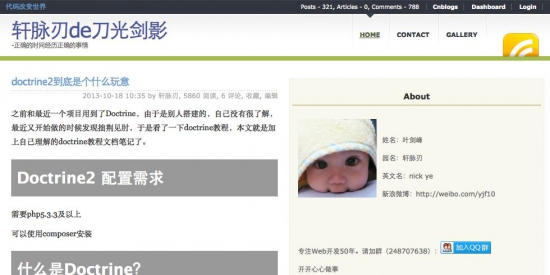 代码改变世界
Posts - 321, Articles - 0, Comments - 788
Cnblogs
Dashboard
Login
轩脉刃de刀光剑影
-正确的时间经历正确的事情
HOME
CONTACT
GALLERY
doctrine2到底是个什么玩意
2013-10-18 10:35 by 轩脉刃, 5860 阅读, 6 评论, 收藏, 编辑
之前和最近一个项目用到了Doctrine，由于是别人搭建的，自己没有很了解，
最近又开始做的时候发现拙荆见肘，于是看了一下doctrine教程，本文就是加
上自己理解的doctrine教程文档笔记了。
Doctrine2 配置需求
需要php5.3.3及以上
可以使用composer安装
什么是Doctrine?
About
姓名：叶剑峰
园名：轩脉刃
英文名：nick ye
新浪微博：http://weibo.com/yjf10
专注Web开发50年。请加群（248707638）：加入QQ群
开开心心做事